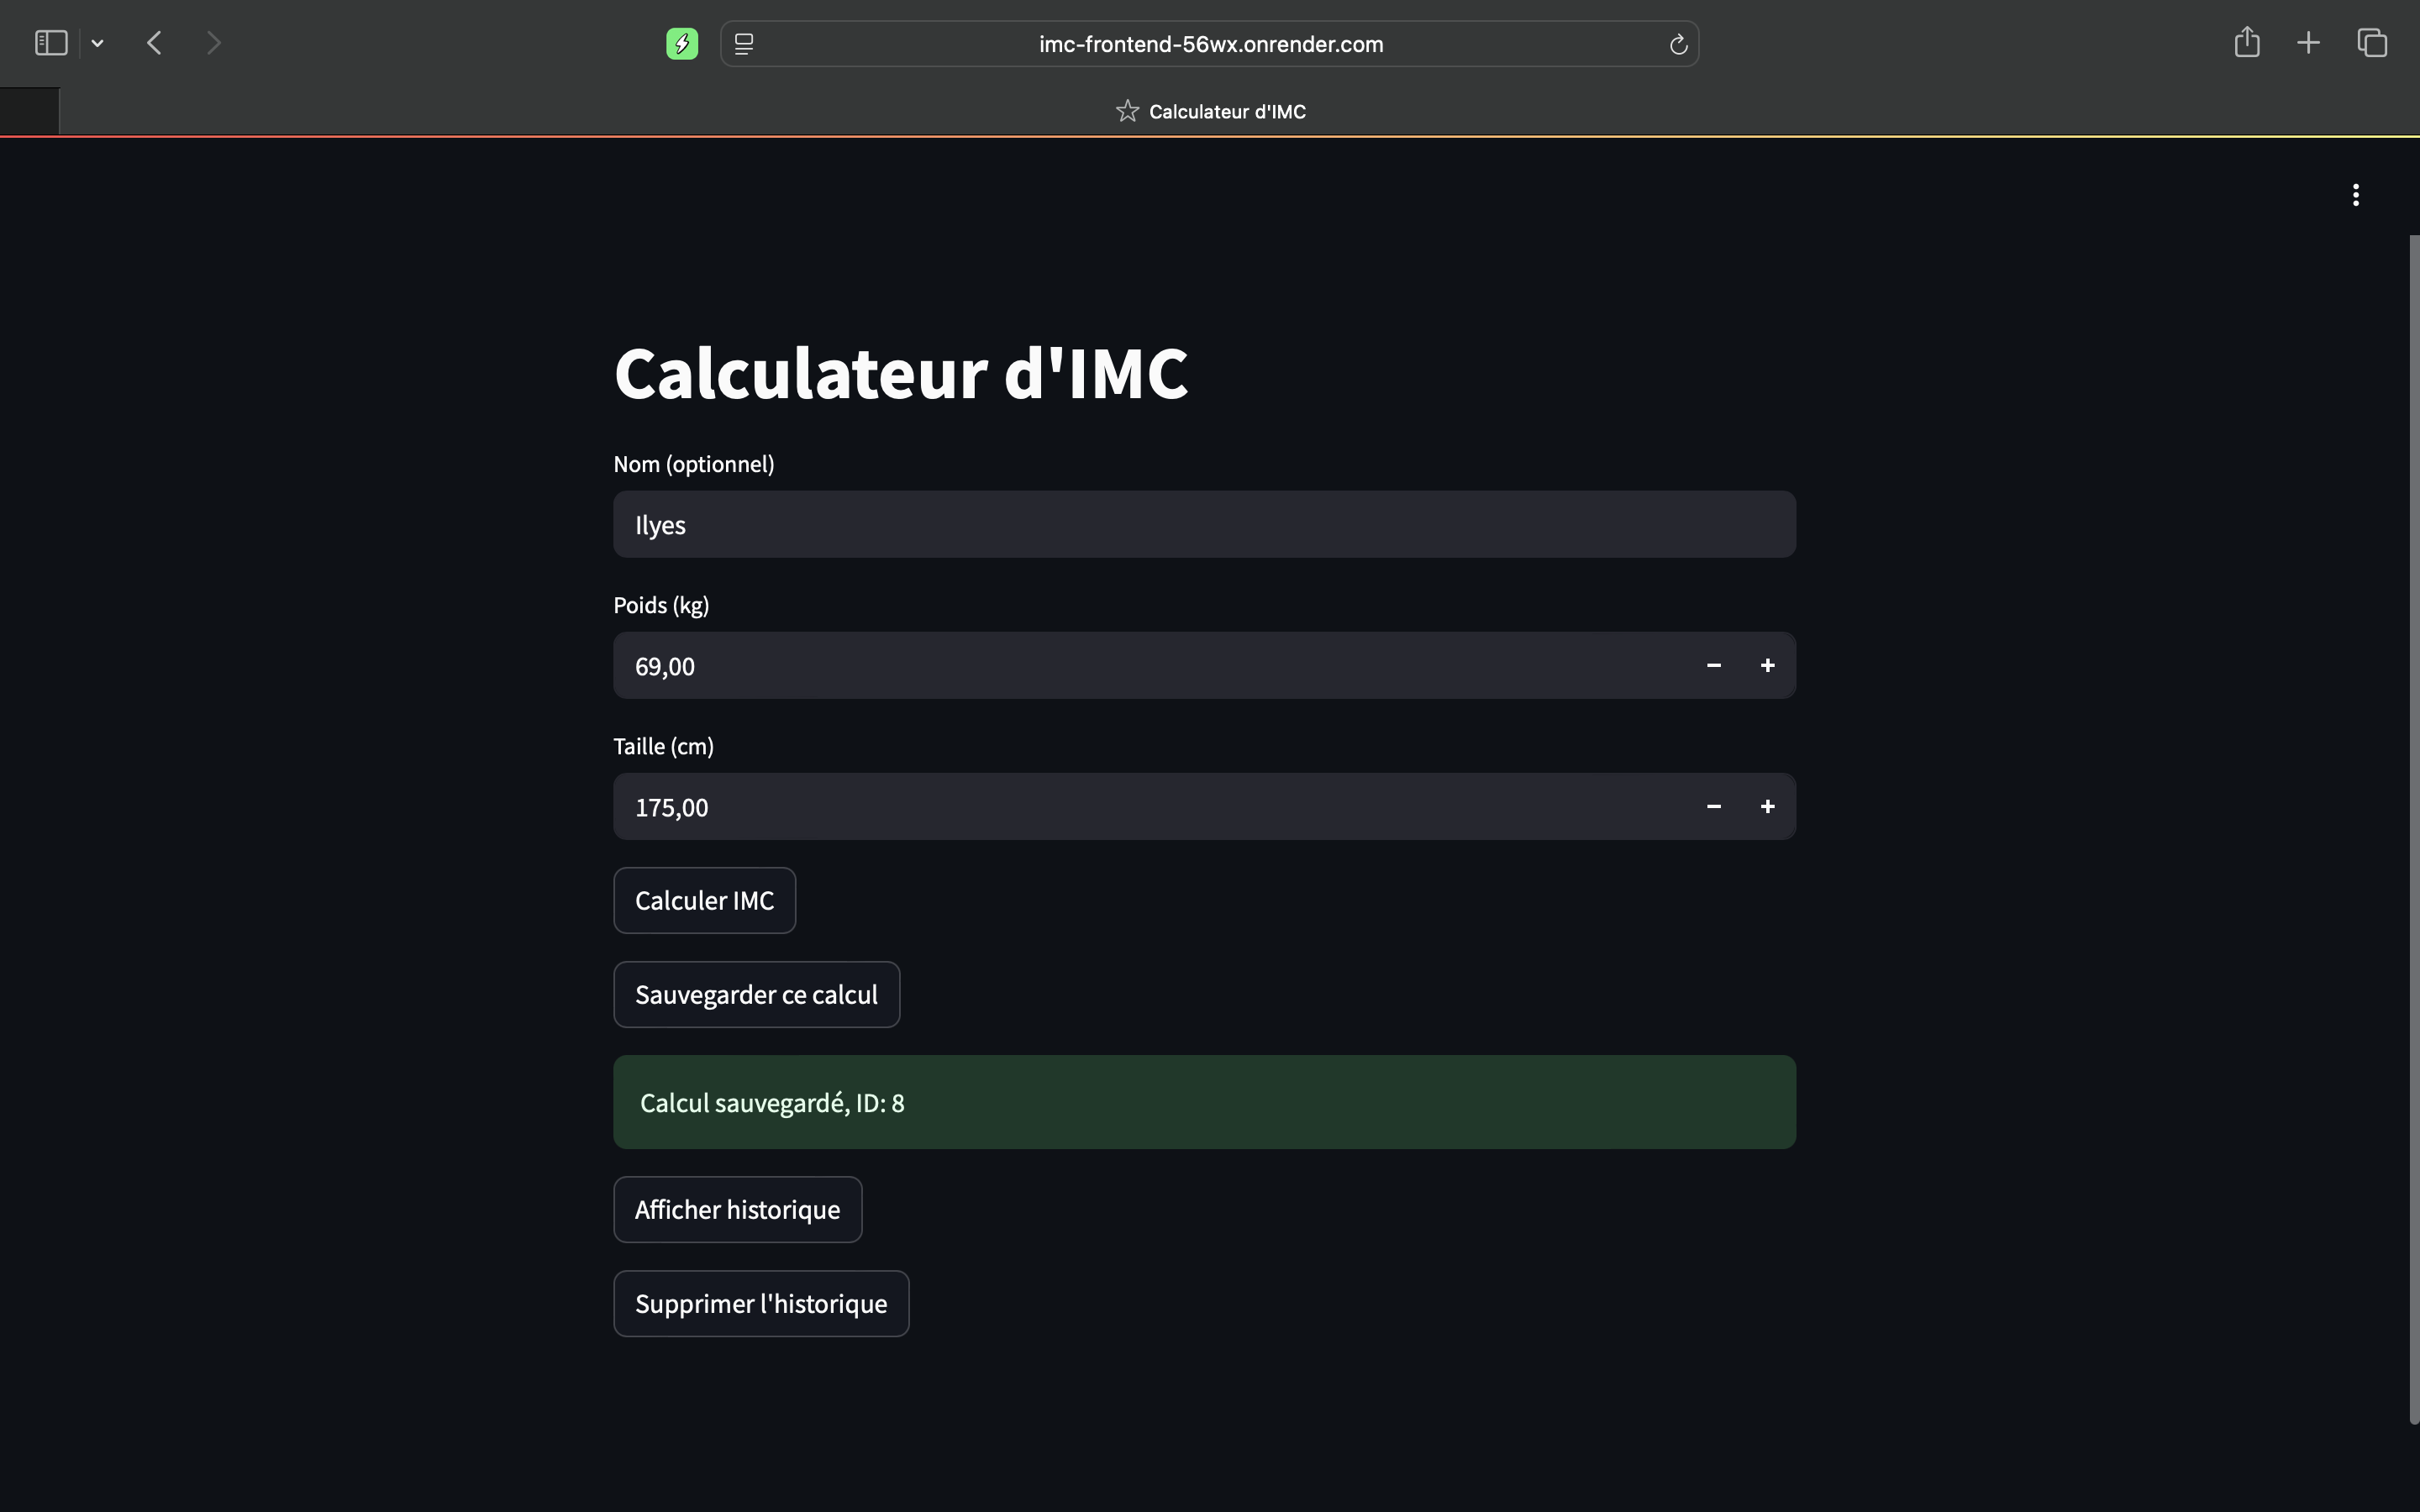 imc-frontend-56wx.onrender.com
Calculateur d'IMC
Calculateur d'IMC
Nom (optionnel)
Ilyes
Poids (kg)
69,00
Taille (cm)
175,00
Calculer IMC
Sauvegarder ce calcul
Calcul sauvegardé, ID: 8
Afficher historique
Supprimer l'historique